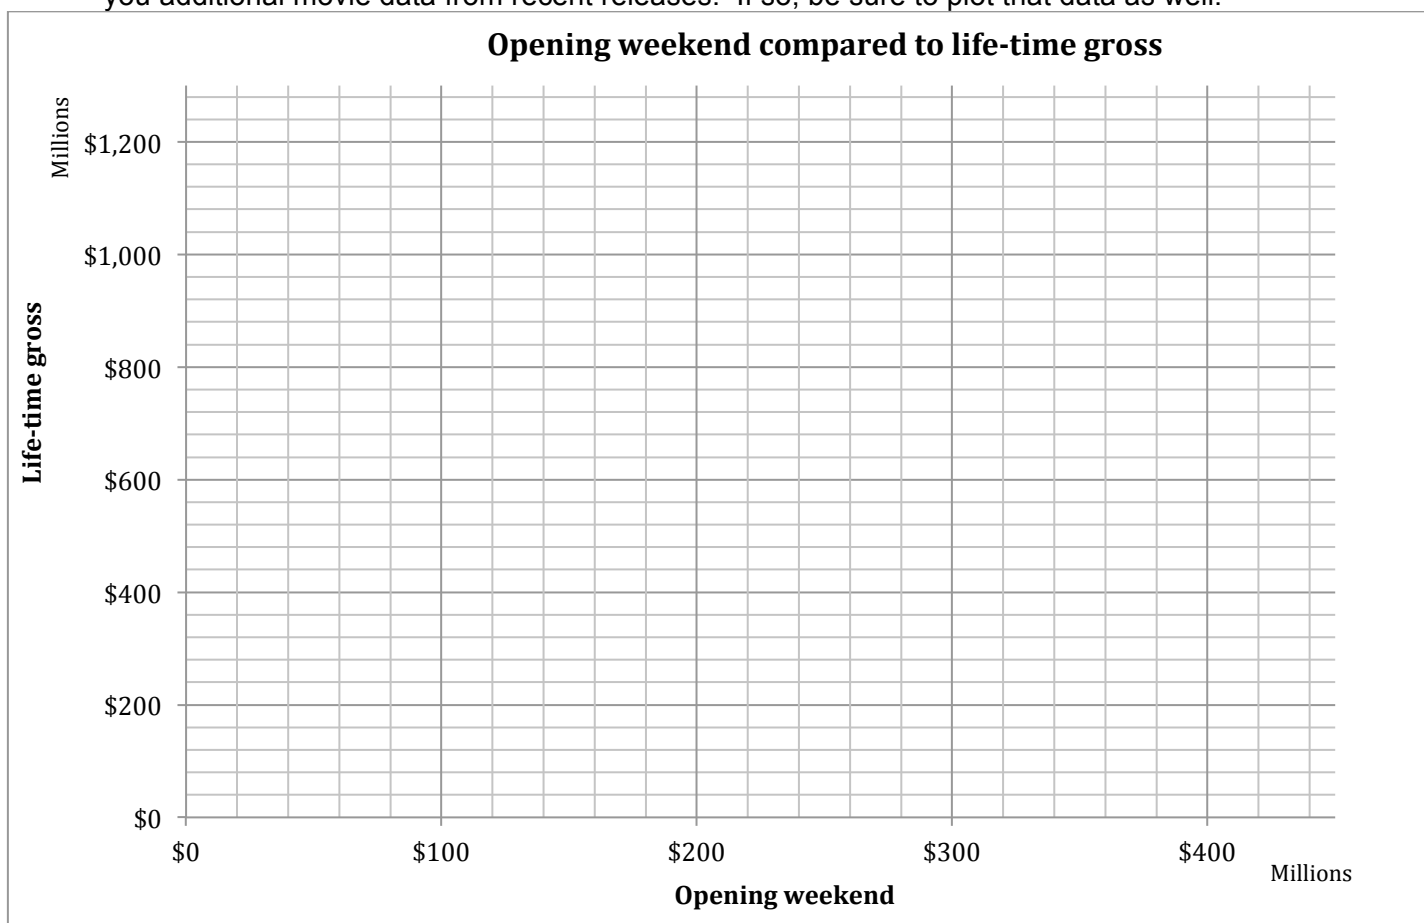 you additional movie data from recent releases.  If so, be sure to plot that data as well.
Opening weekend compared to life-time gross
Millions
$1,200
$1,000
$800
$600
$400
$200
$0
Life-time gross
$0 $100 $200 $300 $400
Millions
Opening weekend